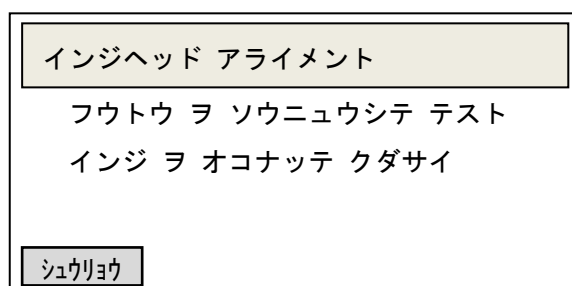 インジヘッド アライメント
フウトウ ヲ ソウニュウシテ テスト
インジ ヲ オコナッテ クダサイ
ｼｭｳﾘｮｳ